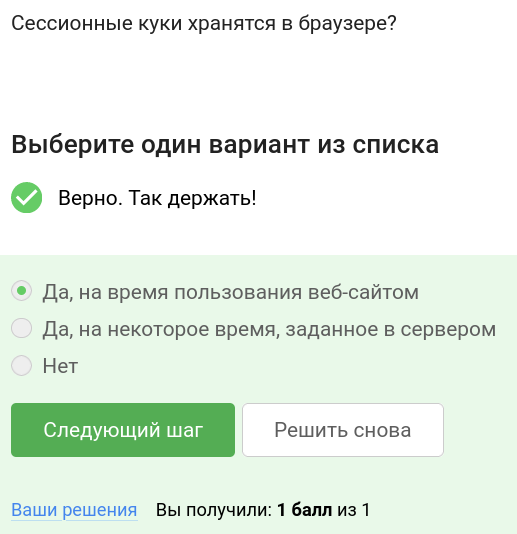 Сессионные куки хранятся в браузере?
Выберите один вариант из списка
Верно. Так держать!
Да, на время пользования веб-сайтом
Да, на некоторое время, заданное в сервером
Нет
Следующий шаг Решить снова
Ваши решения Вы получили: 1 балл из 1